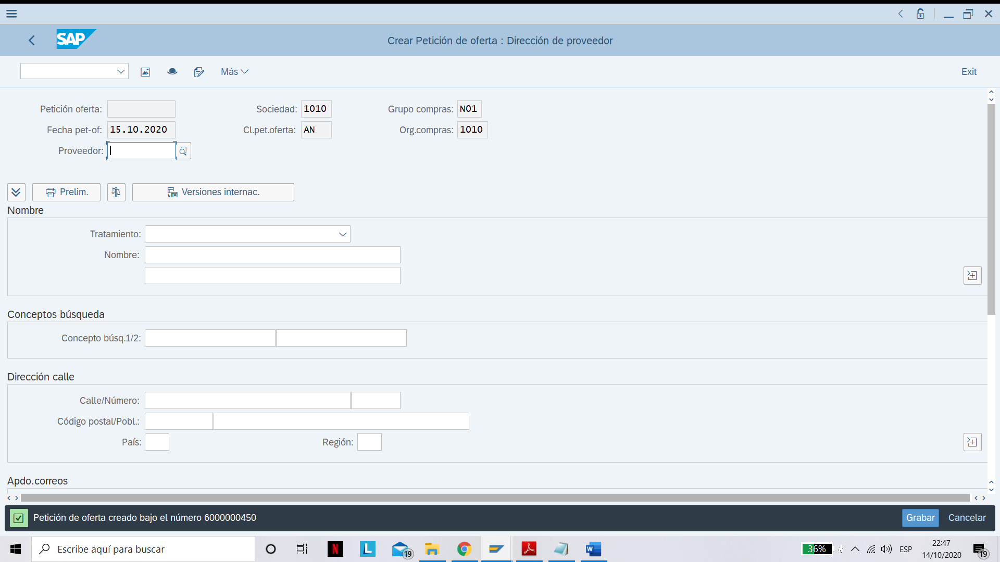 SAP
Crear Petición de oferta : Dirección de proveedor
Más
Exit
Petición oferta:
Sociedad: 1010
Grupo compras: N01
Fecha pet-of: 15.10.2020
Cl.pet.oferta: AN
Org.compras: 1010
Proveedor:
Prelim.
Versiones internac.
Nombre
Tratamiento:
Nombre:
Conceptos búsqueda
Concepto búsq.1/2:
Dirección calle
Calle/Número:
Código postal/Pobl.:
País:
Región:
Apdo.correos
Petición de oferta creado bajo el número 6000000450
Grabar
Cancelar
Escribe aquí para buscar
N
L
19
W
36%
ESP
22:47
14/10/2020
19